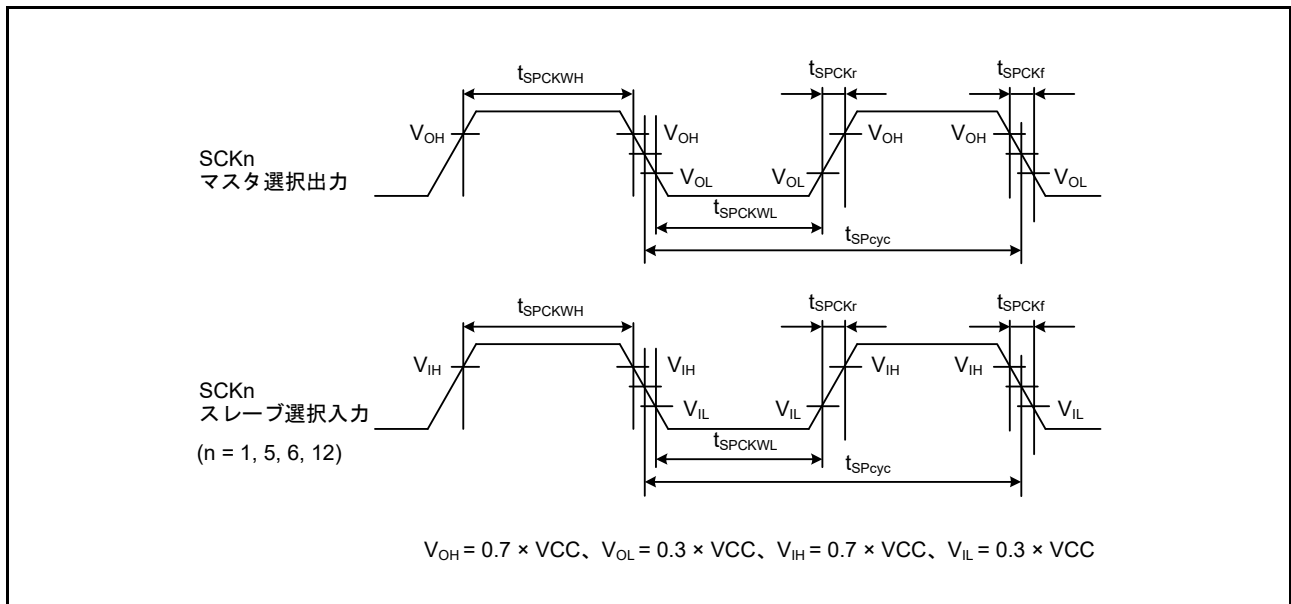 tSPCKWH
tSPCKr
tSPCKf
VOH
VOH
VOH
VOH
SCKn
マスタ選択出力
VOL
VOL
VOL
tSPCKWL
tSPcyc
tSPCKWH
tSPCKr
tSPCKf
VIH
VIH
VIH
VIH
SCKn
スレーブ選択入力
VIL
VIL
VIL
(n = 1, 5, 6, 12)
tSPCKWL
tSPcyc
VOH = 0.7 × VCC、VOL = 0.3 × VCC、VIH = 0.7 × VCC、VIL = 0.3 × VCC